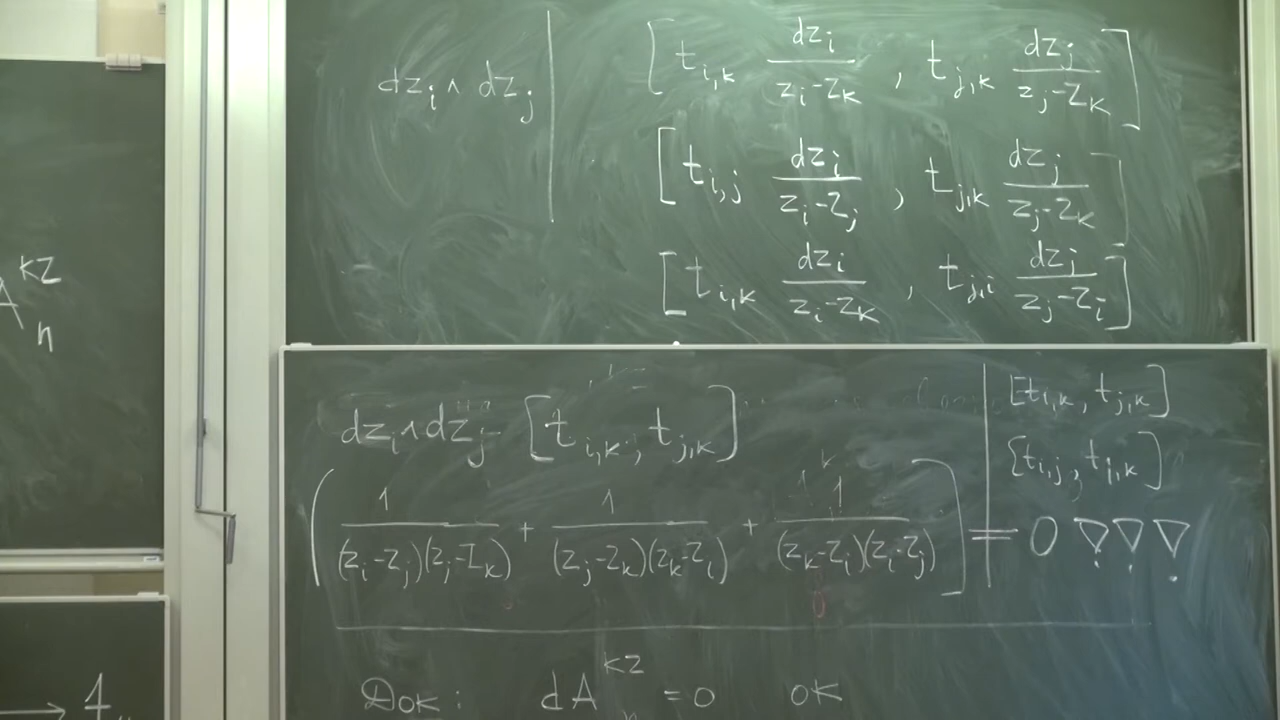 dz_i ∧ dz_j | [ t_{i,k} dz_i/(z_i-z_k) , t_{j,k} dz_j/(z_j-z_k) ]
[ t_{i,j} dz_i/(z_i-z_j) , t_{j,k} dz_j/(z_j-z_k) ]
[ t_{i,k} dz_i/(z_i-z_k) , t_{j,i} dz_j/(z_j-z_i) ]
A^{KZ}_n
dz_i ∧ dz_j [ t_{i,k} , t_{j,k} ]
( 1/((z_i-z_j)(z_j-z_k)) + 1/((z_j-z_k)(z_k-z_i)) + 1/((z_k-z_i)(z_i-z_j)) ] = 0 !!!
[t_{i,k}, t_{j,k}]
[t_{i,j}, t_{j,k}]
Dok: dA^{KZ}_n = 0 ok